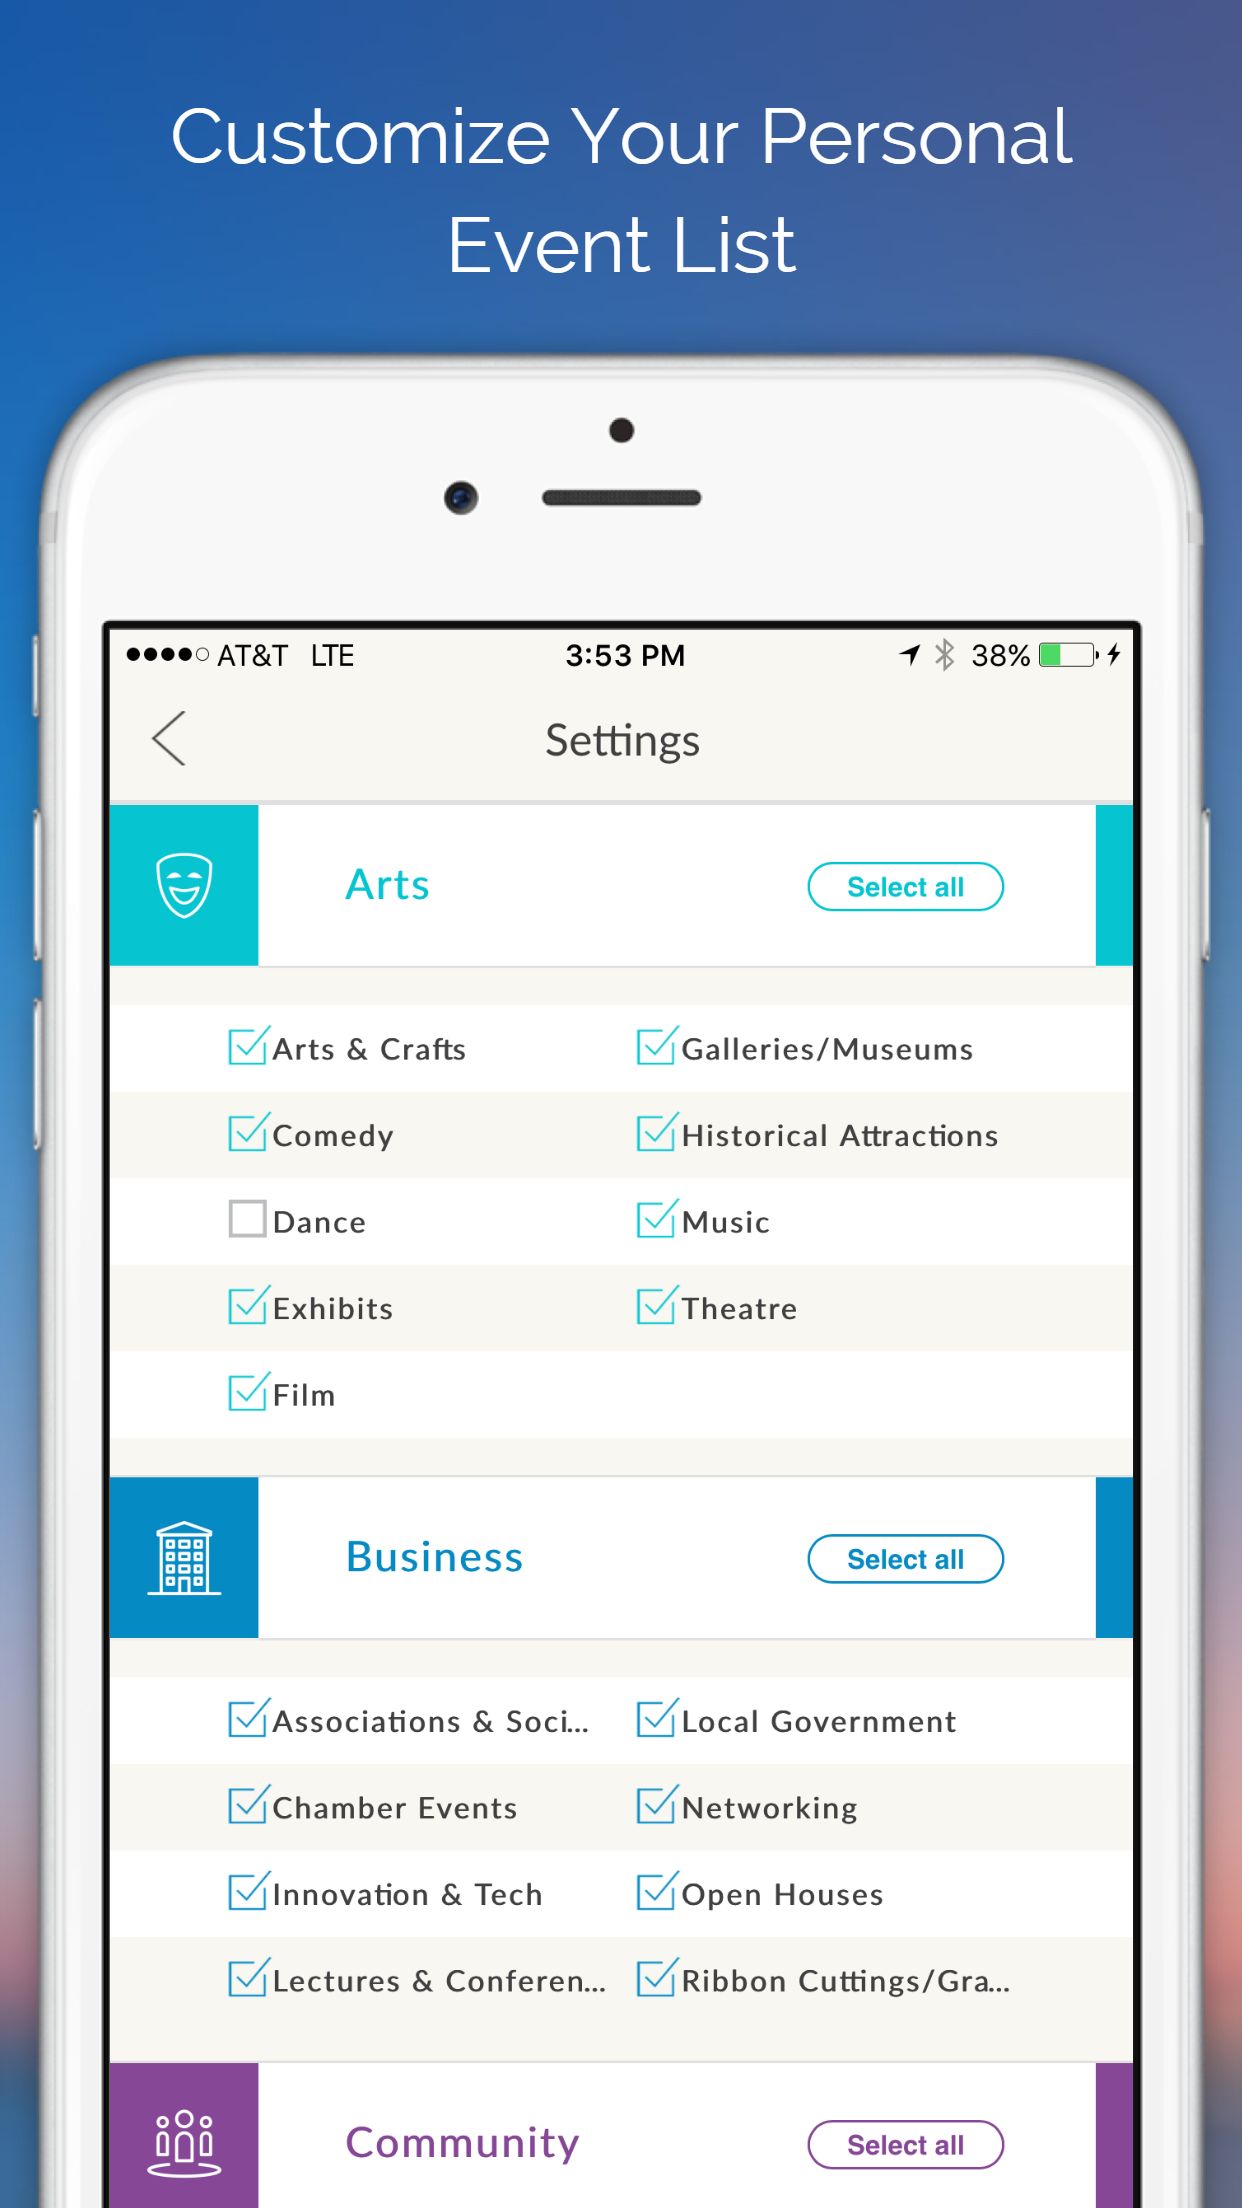 Customize Your Personal
Event List
AT&T LTE 3:53 PM 38%
Settings
Arts Select all
Arts & Crafts Galleries/Museums
Comedy Historical Attractions
Dance Music
Exhibits Theatre
Film
Business Select all
Associations & Soci... Local Government
Chamber Events Networking
Innovation & Tech Open Houses
Lectures & Conferen... Ribbon Cuttings/Gra...
Community Select all